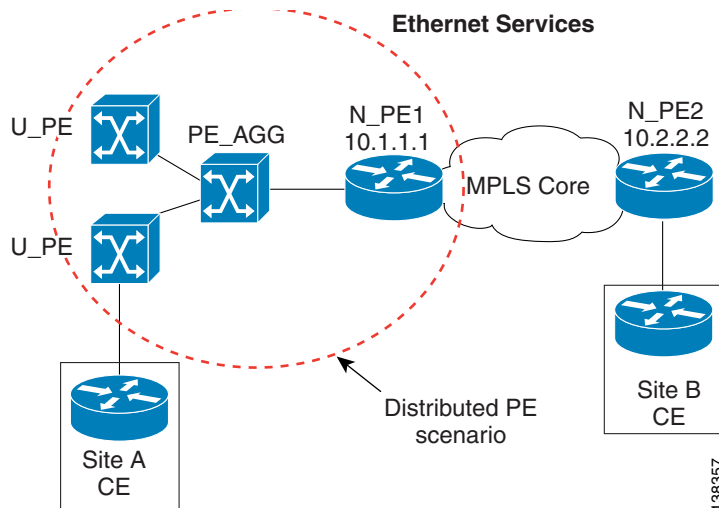 Ethernet Services
U_PE
PE_AGG
N_PE1
10.1.1.1
N_PE2
10.2.2.2
MPLS Core
U_PE
Distributed PE
scenario
Site A
CE
Site B
CE
138357